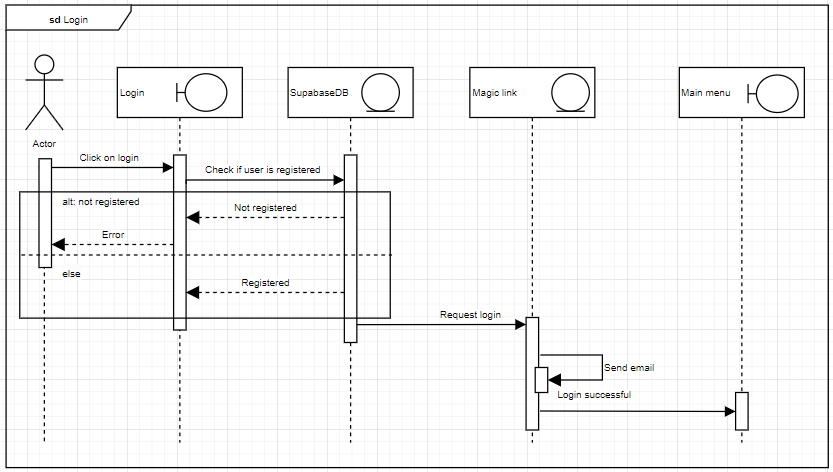 sd Login
Login
SupabaseDB
Magic link
Main menu
Actor
Click on login
Check if user is registered
alt: not registered
Not registered
Error
else
Registered
Request login
Send email
Login successful